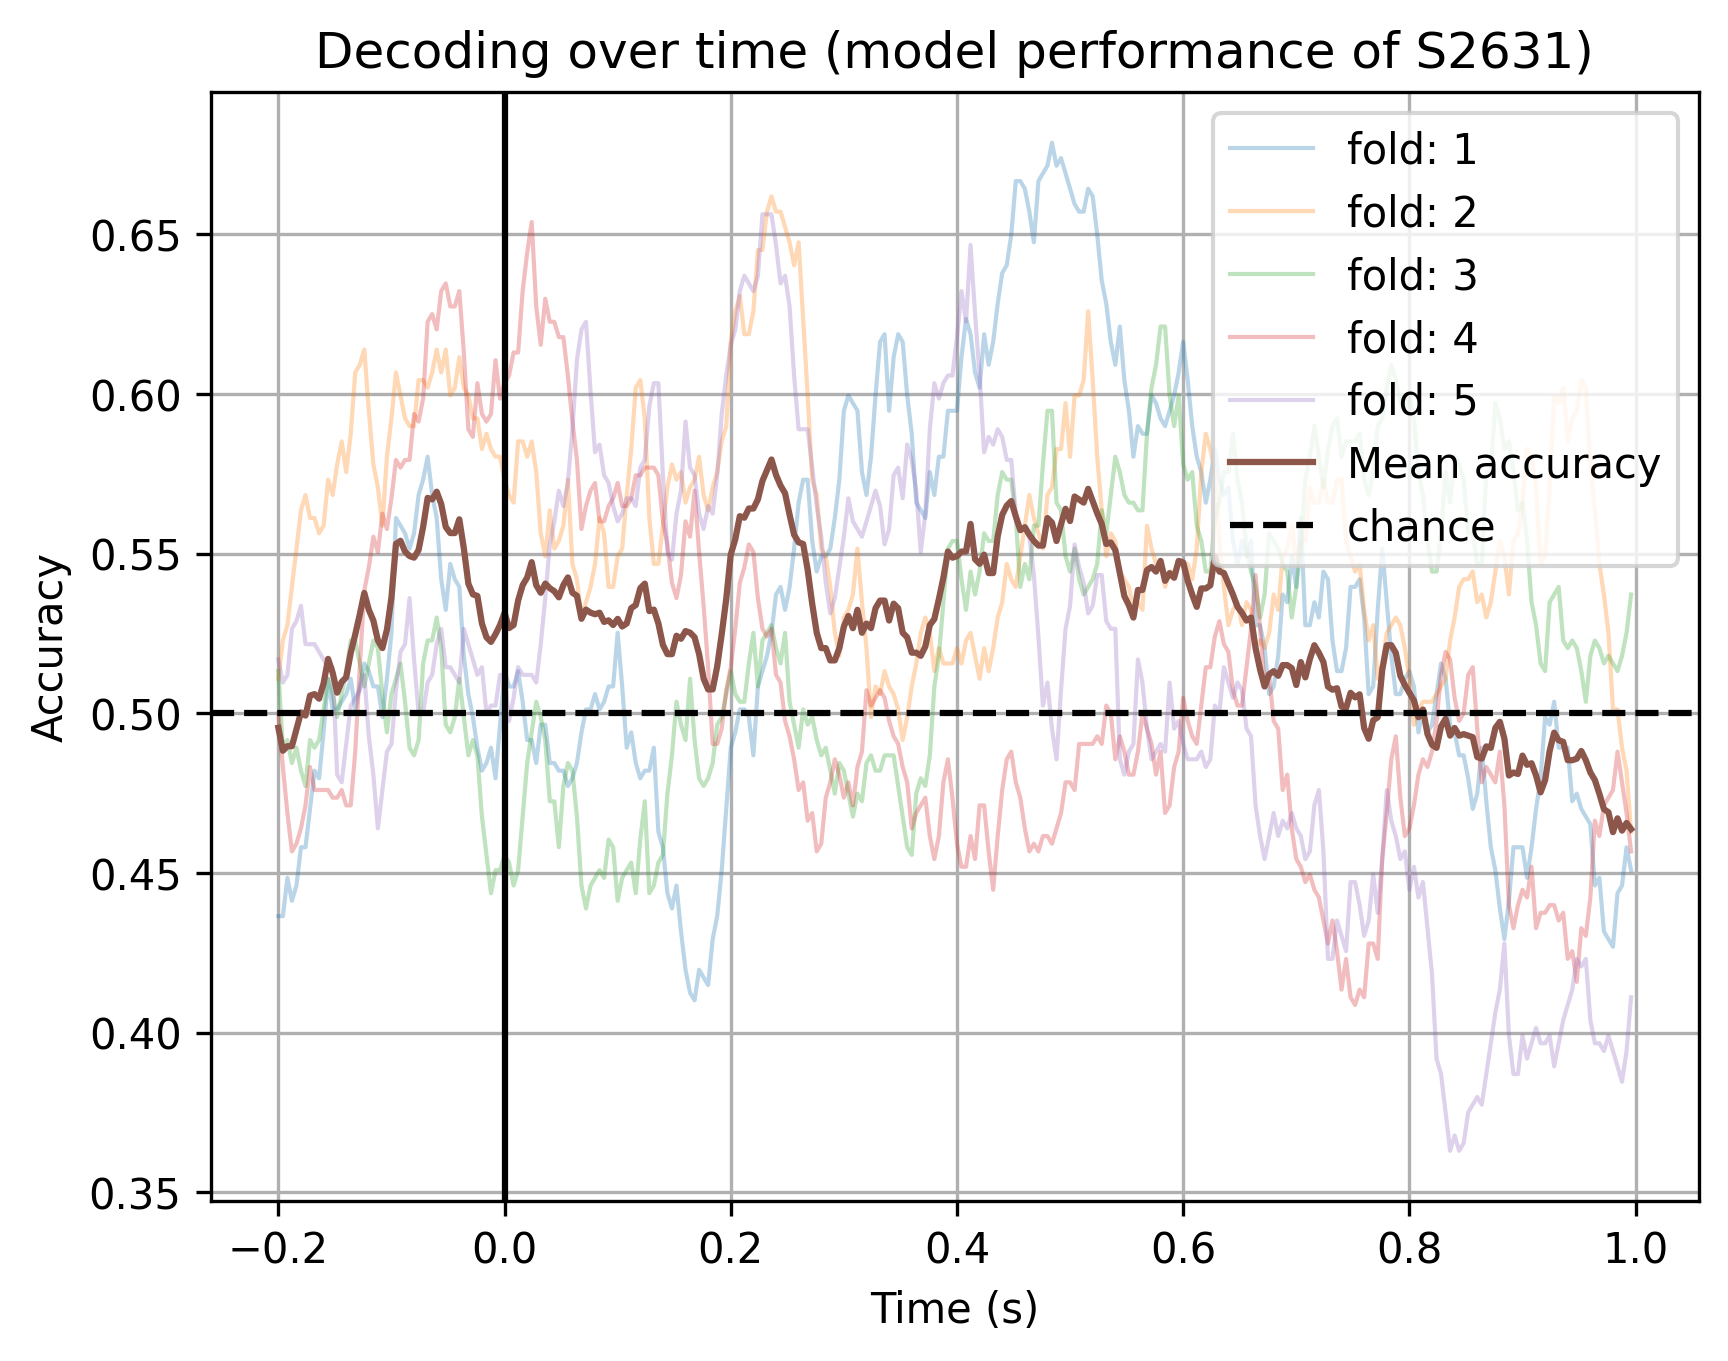 Decoding over time (model performance of S2631)
fold: 1
fold: 2
fold: 3
fold: 4
fold: 5
Mean accuracy
chance
Accuracy
0.65
0.60
0.55
0.50
0.45
0.40
0.35
−0.2
0.0
0.2
0.4
0.6
0.8
1.0
Time (s)